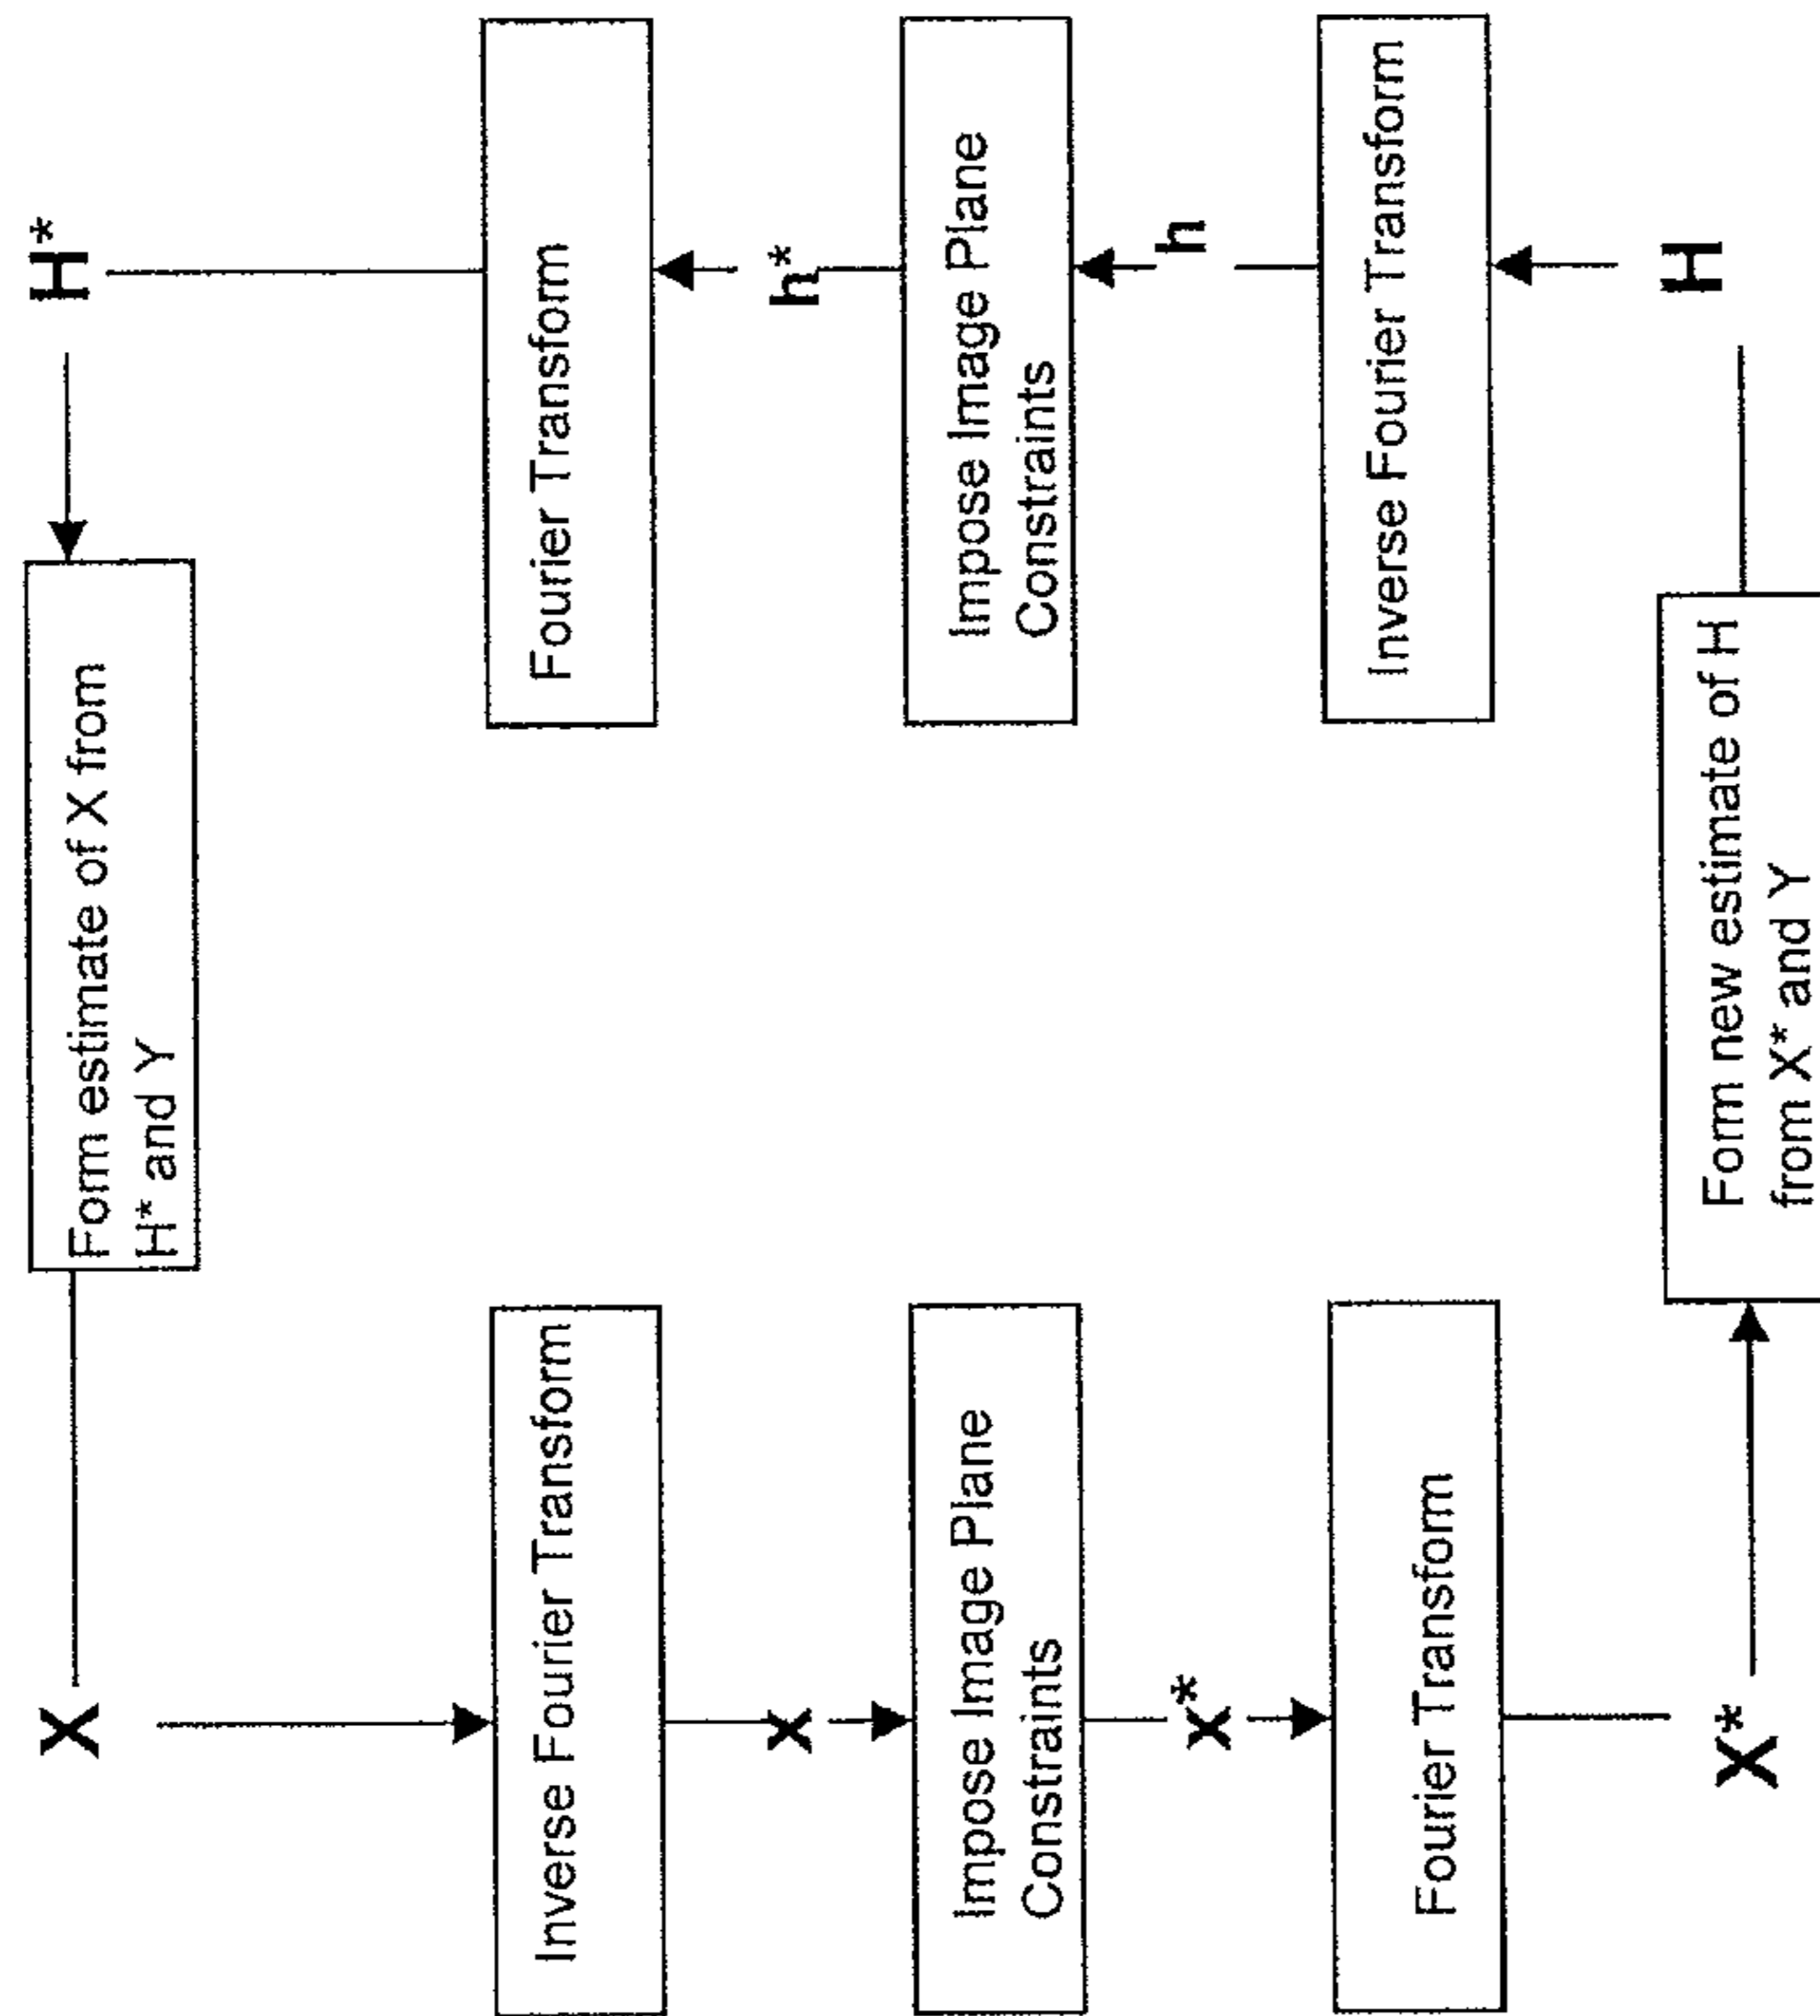 X
Form estimate of X from
H* and Y
H*
Inverse Fourier Transform
Fourier Transform
x
h*
Impose Image Plane
Constraints
Impose Image Plane
Constraints
x*
h
Fourier Transform
Inverse Fourier Transform
X*
Form new estimate of H
from X* and Y
H